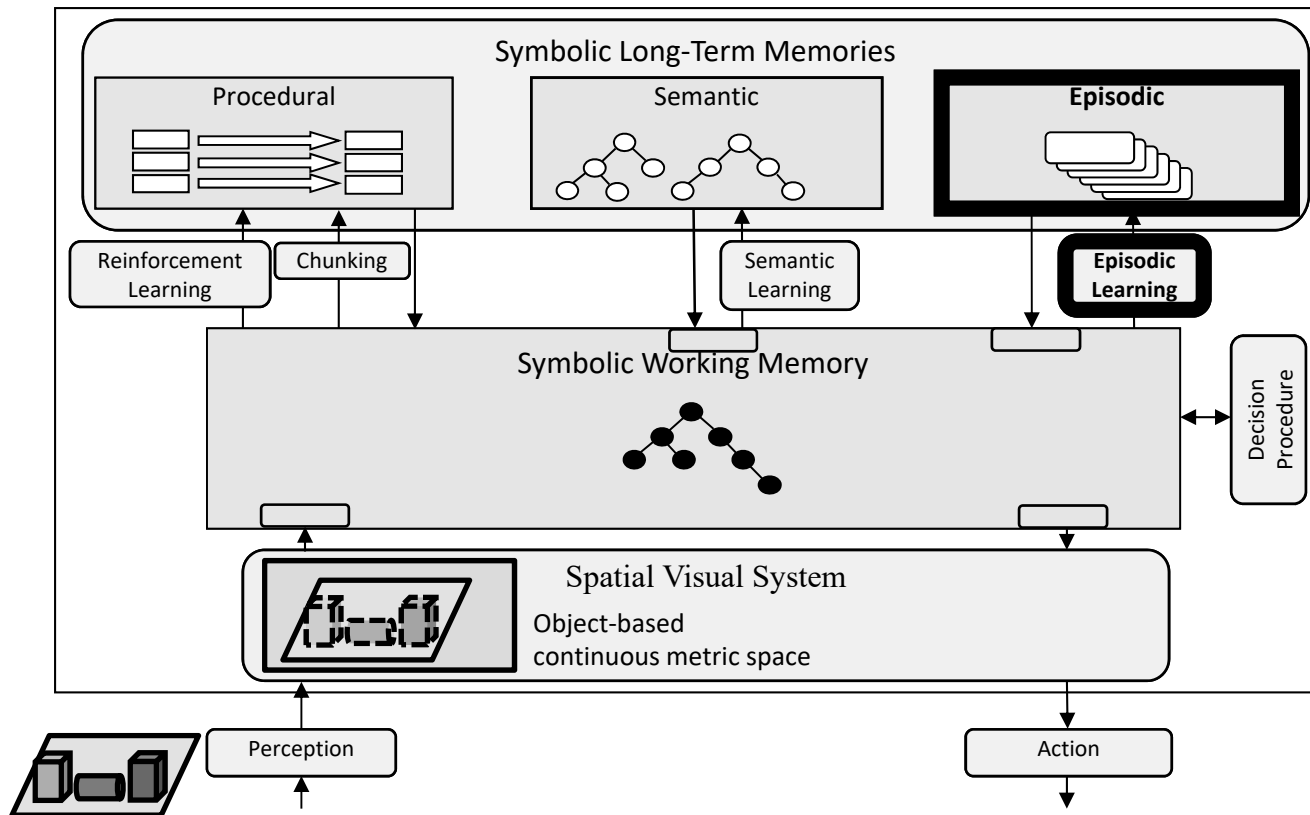 Symbolic Long-Term Memories
Procedural
Semantic
Episodic
Reinforcement
Learning
Chunking
Semantic
Learning
Episodic
Learning
Symbolic Working Memory
Decision
Procedure
Spatial Visual System
Object-based
continuous metric space
Perception
Action